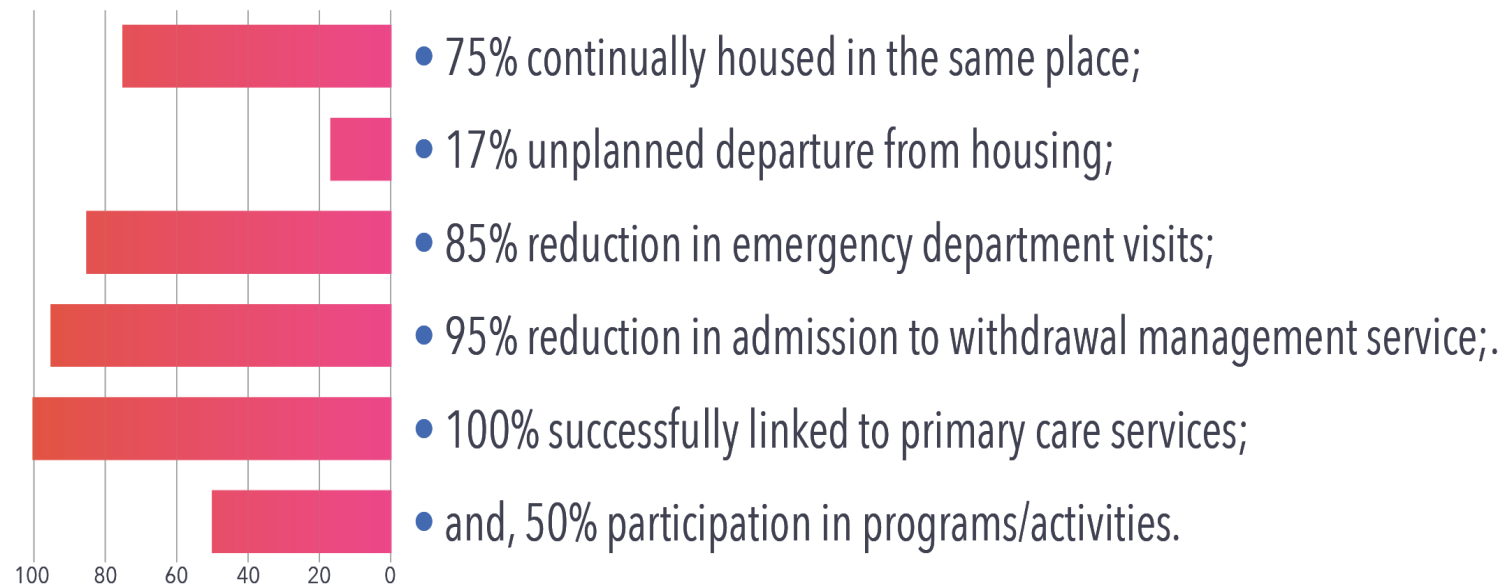 • 75% continually housed in the same place;
• 17% unplanned departure from housing;
• 85% reduction in emergency department visits;
• 95% reduction in admission to withdrawal management service;.
• 100% successfully linked to primary care services;
• and, 50% participation in programs/activities.
100 80 60 40 20 0